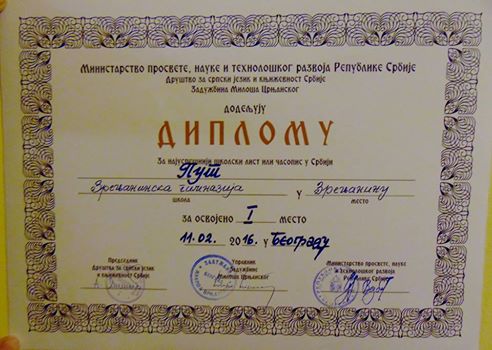 Министарство просвете, науке и технолошког развоја Републике Србије
Друштво за српски језик и књижевност Србије
Задужбина Милоша Црњанског
додељују
ДИПЛОМУ
За најуспешнији школски лист или часопис у Србији
Пут
Зрењанинска гимназија у Зрењанину
школа место
за освојено I место
11.02. 2016. у Београду
Председник Управник Министарство просвете, науке
Друштва за српски језик Задужбине и технолошког развоја
и књижевност Србије Милоша Црњанског Републике Србије